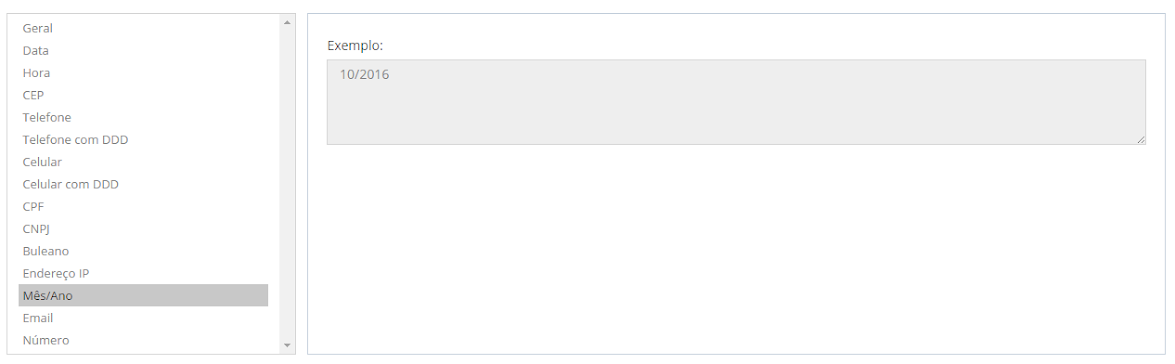 Geral
Data
Hora
CEP
Telefone
Telefone com DDD
Celular
Celular com DDD
CPF
CNPJ
Buleano
Endereço IP
Mês/Ano
Email
Número
Exemplo:
10/2016